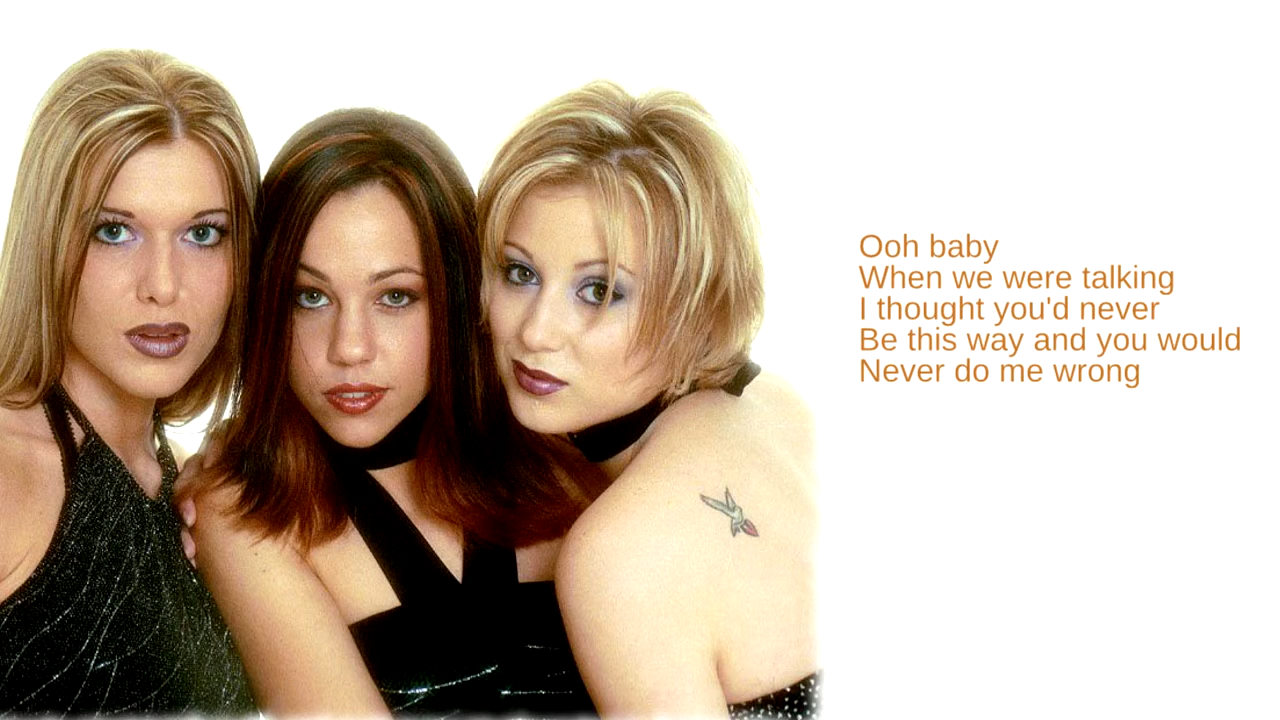 Ooh baby
When we were talking
I thought you'd never
Be this way and you would
Never do me wrong